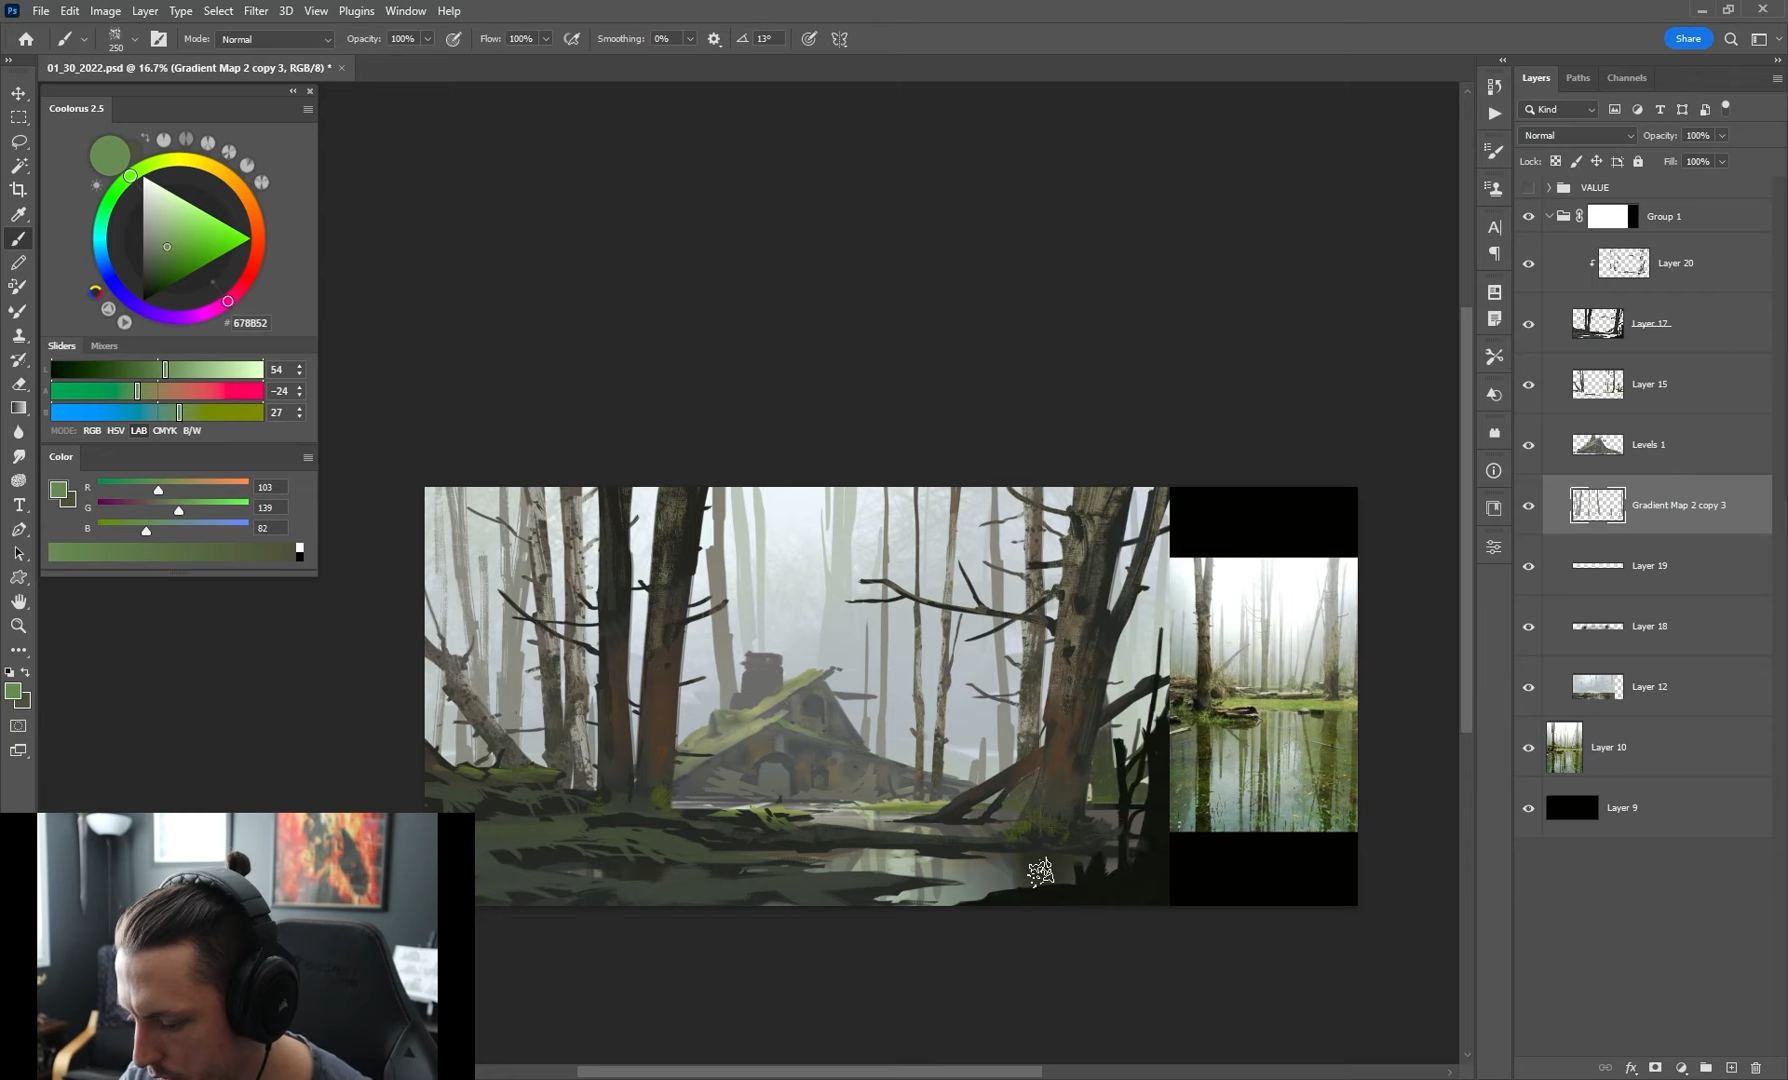 Ps File Edit Image Layer Type Select Filter 3D View Plugins Window Help
250 Mode: Normal Opacity: 100% Flow: 100% Smoothing: 0% 13° Share
01_30_2022.psd @ 16.7% (Gradient Map 2 copy 3, RGB/8) * ×
Coolorus 2.5
# 678B52
Sliders Mixers
L 54
A -24
B 27
MODE: RGB HSV LAB CMYK B/W
Color
R 103
G 139
B 82
Layers Paths Channels
Kind
Normal Opacity: 100%
Lock: Fill: 100%
VALUE
Group 1
Layer 20
Layer 17
Layer 15
Levels 1
Gradient Map 2 copy 3
Layer 19
Layer 18
Layer 12
Layer 10
Layer 9
fx